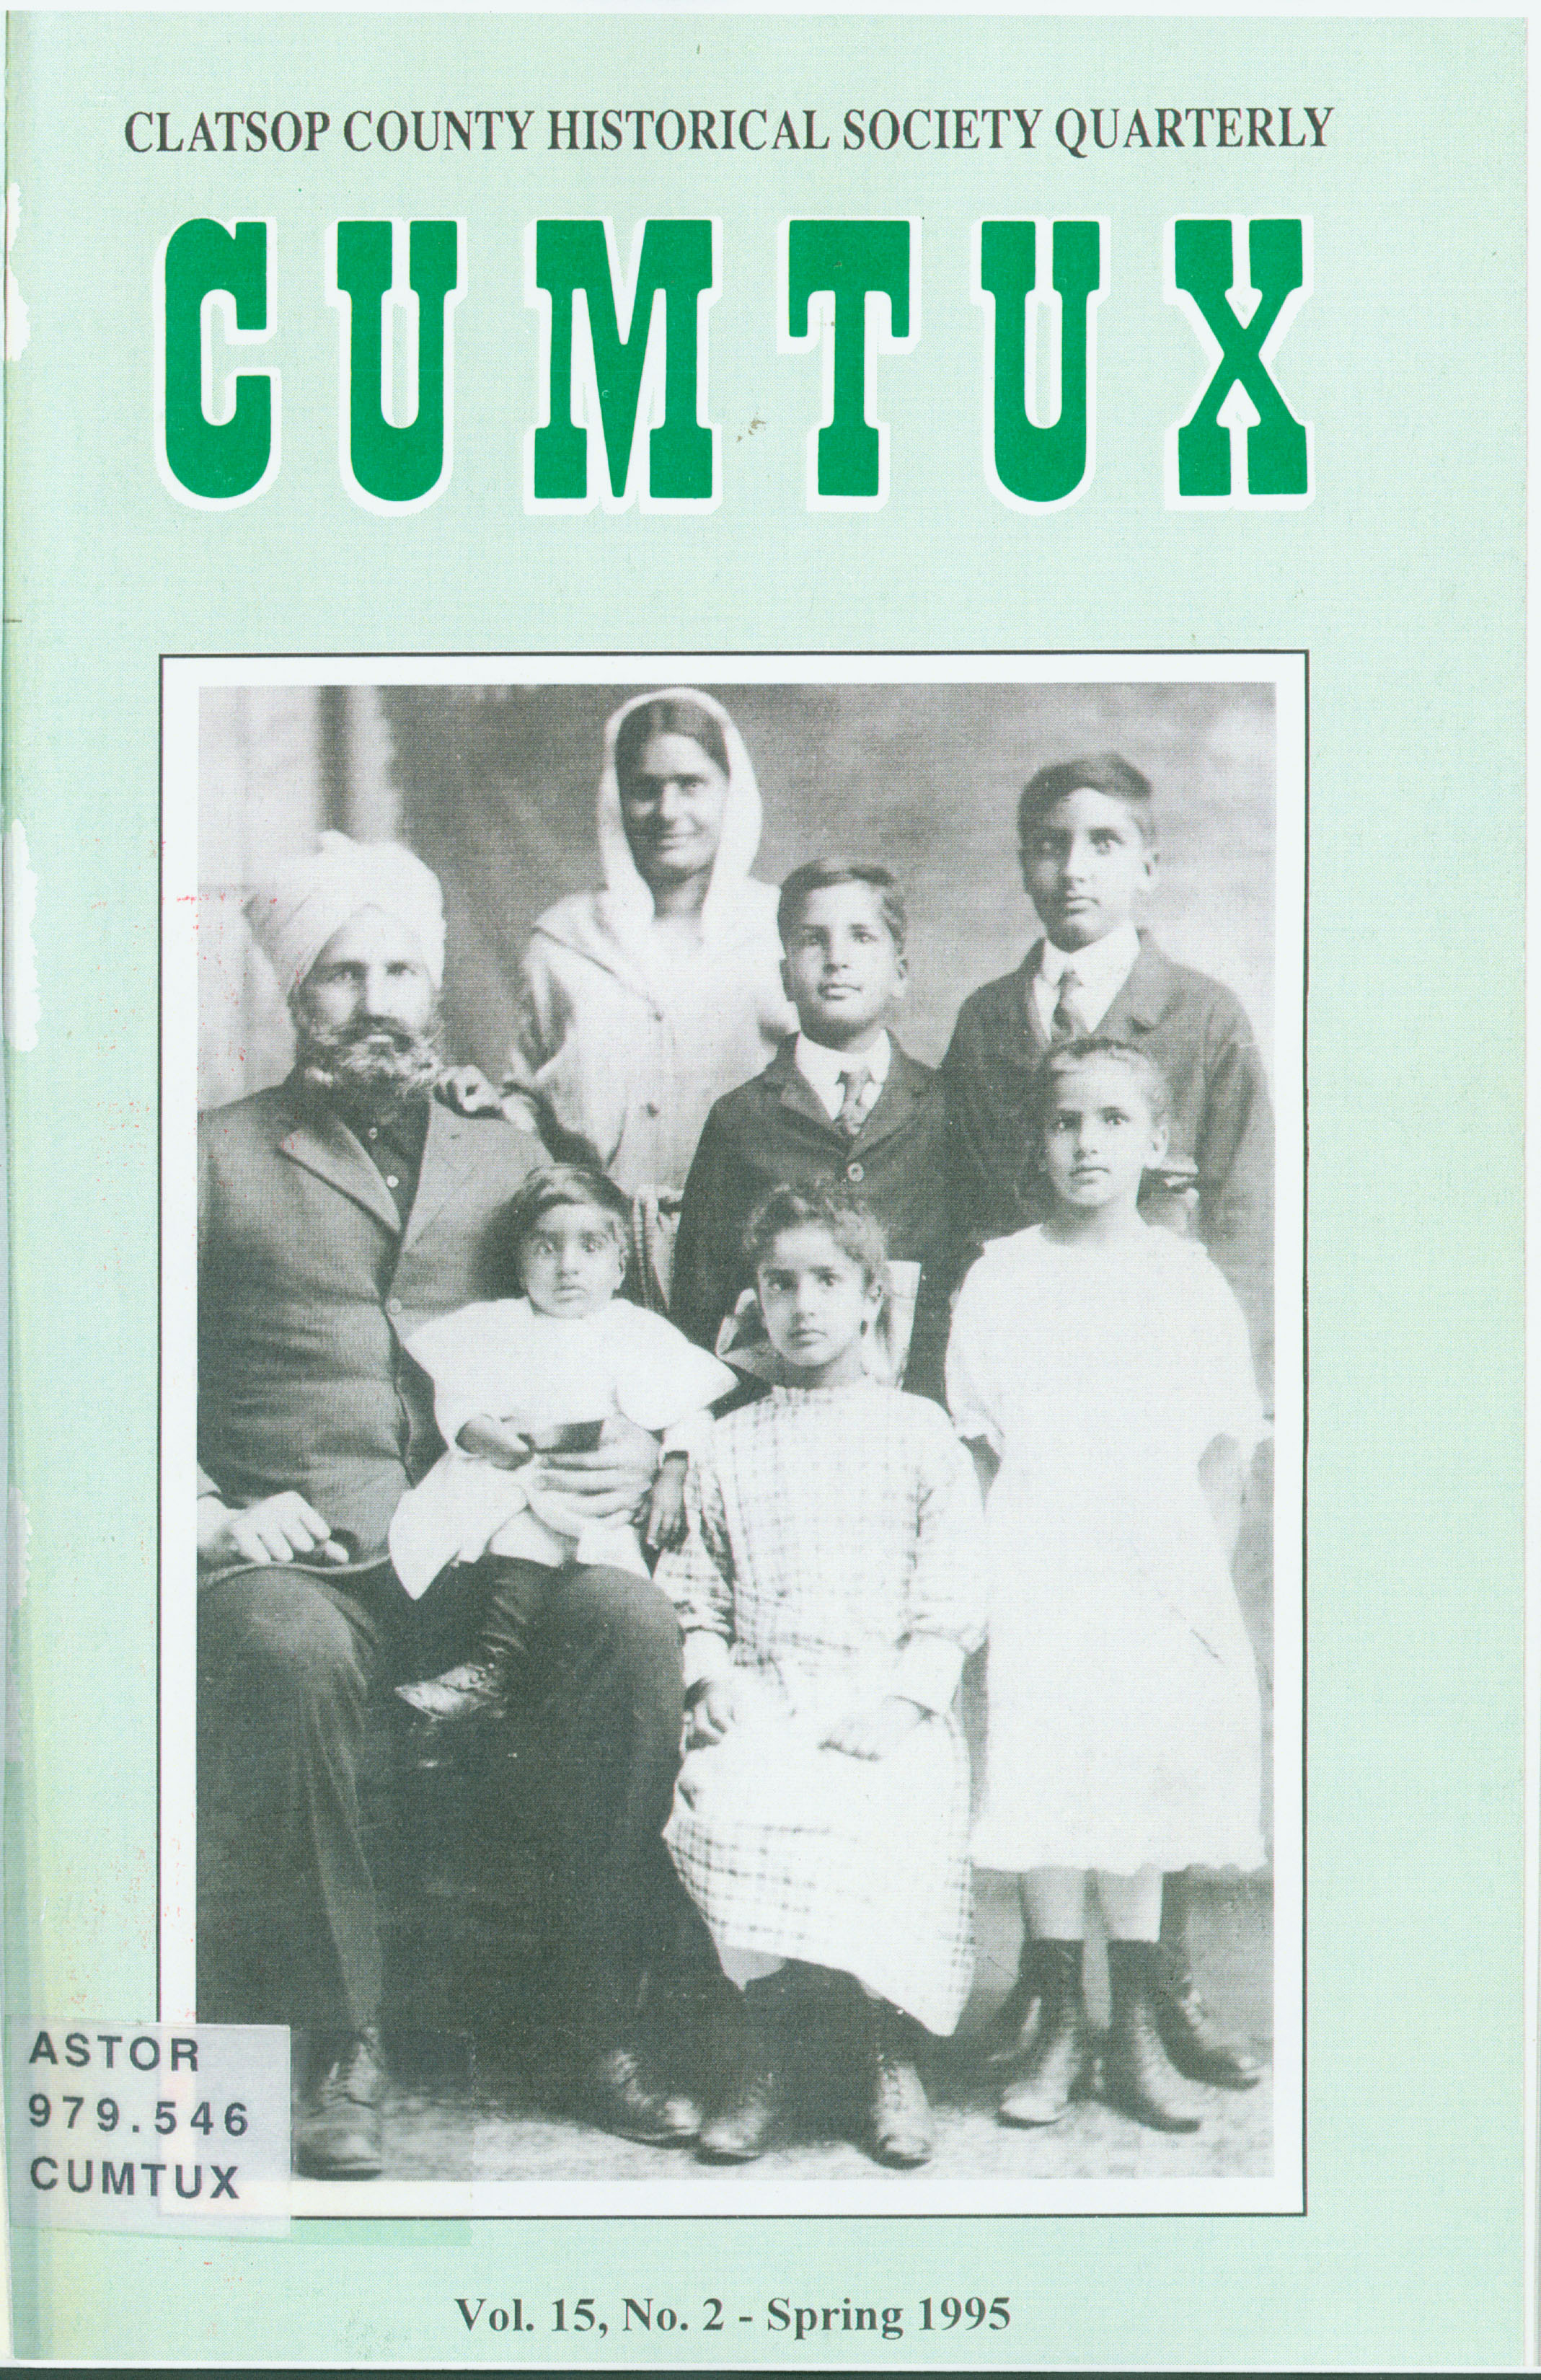 CLATSOP COUNTY HISTORICAL SOCIETY QUARTERLY
CUMTUX
ASTOR
979.546
CUMTUX
Vol. 15, No. 2 - Spring 1995